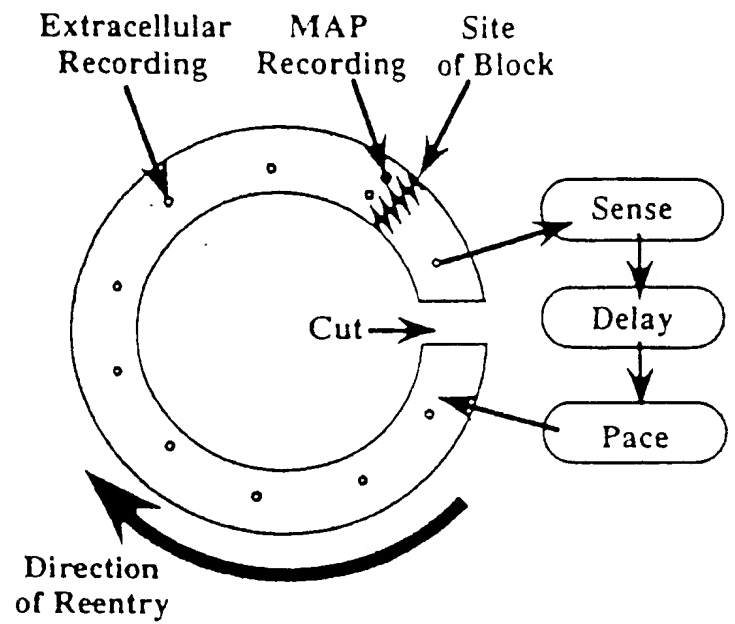 Extracellular
Recording
MAP
Recording
Site
of Block
Sense
Delay
Pace
Cut
Direction
of Reentry